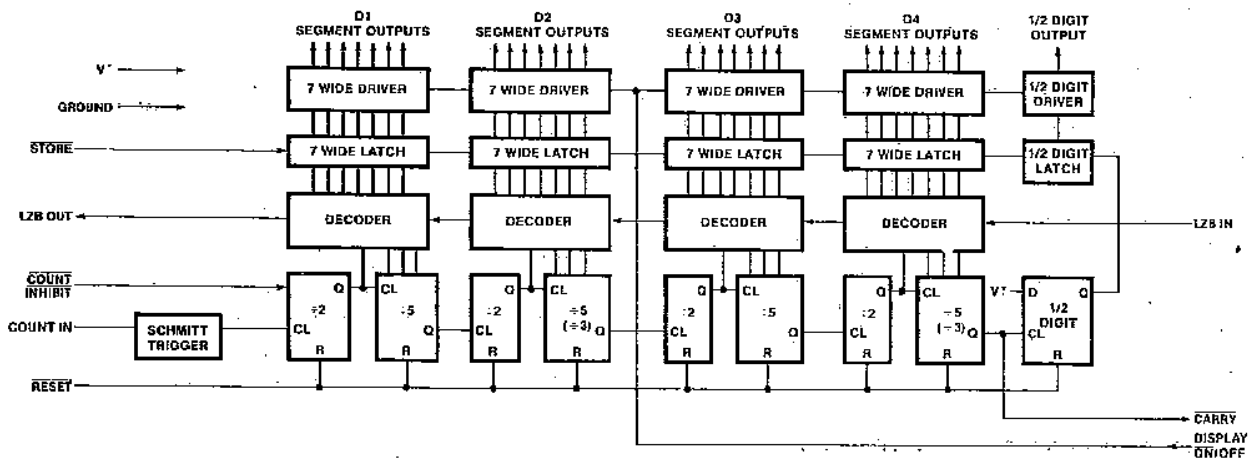 D1
SEGMENT OUTPUTS
D2
SEGMENT OUTPUTS
D3
SEGMENT OUTPUTS
D4
SEGMENT OUTPUTS
1/2 DIGIT
OUTPUT
V+
GROUND
7 WIDE DRIVER
7 WIDE DRIVER
7 WIDE DRIVER
7 WIDE DRIVER
1/2 DIGIT
DRIVER
STORE
7 WIDE LATCH
7 WIDE LATCH
7 WIDE LATCH
7 WIDE LATCH
1/2 DIGIT
LATCH
LZB OUT
DECODER
DECODER
DECODER
DECODER
LZB IN
COUNT
INHIBIT
COUNT IN
SCHMITT
TRIGGER
Q
÷2
CL
R
CL
÷5
Q
R
Q
÷2
CL
R
CL
÷5
(÷3)
Q
R
Q
÷2
CL
R
CL
÷5
Q
R
Q
÷2
CL
R
CL
÷5
(÷3)
Q
R
V+
D
Q
1/2
DIGIT
CL
R
RESET
CARRY
DISPLAY
ON/OFF